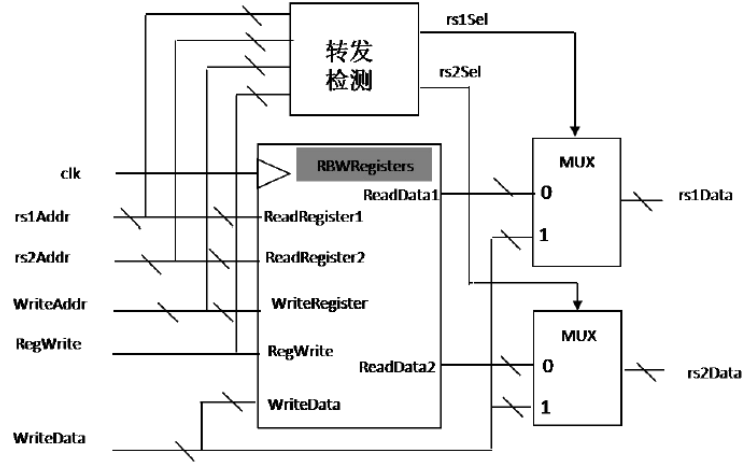 转发
检测
rs1Sel
rs2Sel
clk
RBWRegisters
MUX
ReadData1
0
rs1Data
rs1Addr
ReadRegister1
1
rs2Addr
ReadRegister2
WriteAddr
WriteRegister
RegWrite
RegWrite
MUX
ReadData2
0
rs2Data
WriteData
1
WriteData